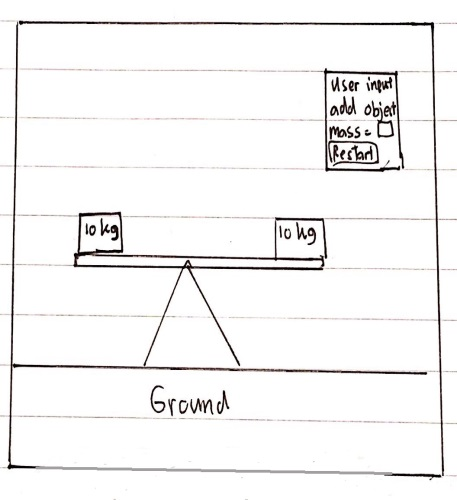 User input
add object
mass=
Restart
10 kg
10 kg
Ground